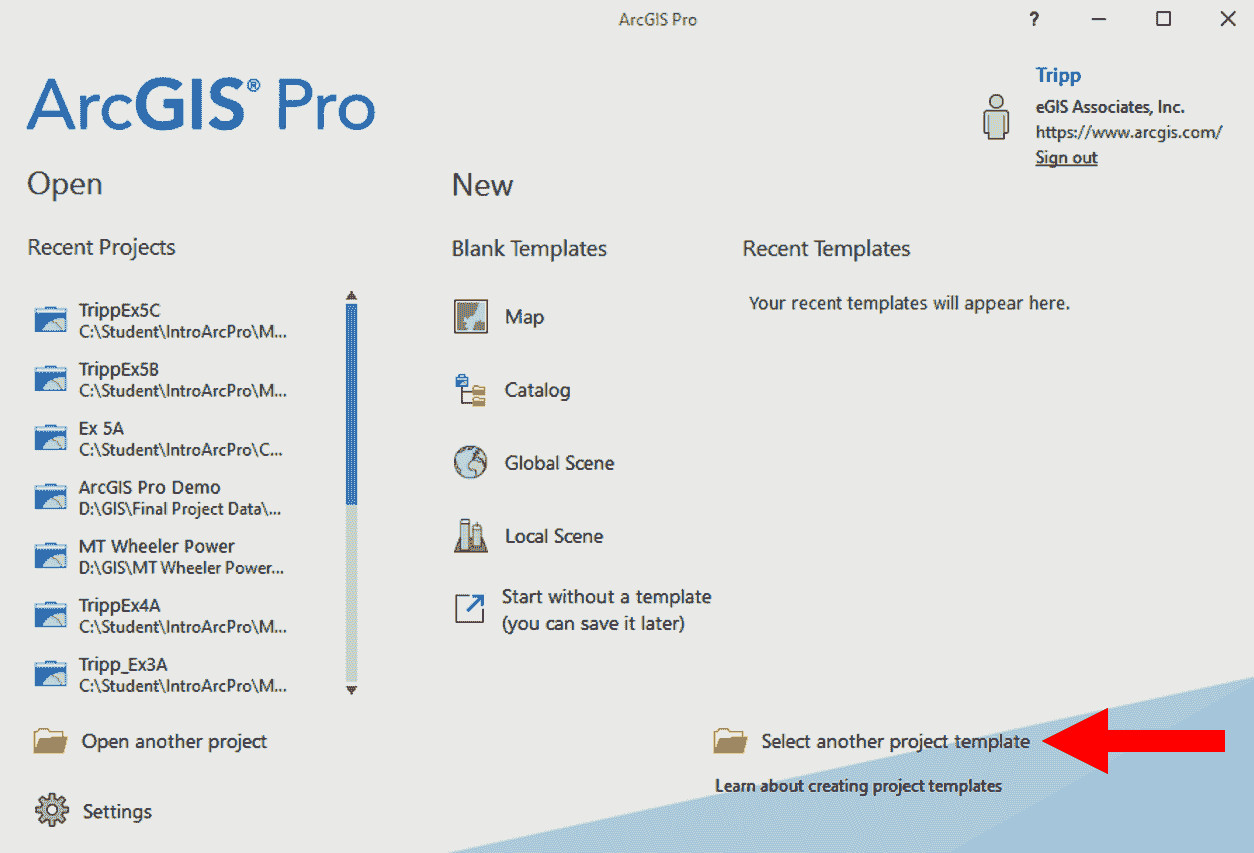 ArcGIS Pro
?
ArcGIS® Pro
Tripp
eGIS Associates, Inc.
https://www.arcgis.com/
Sign out
Open
Recent Projects
TrippEx5C
C:\Student\IntroArcPro\M...
TrippEx5B
C:\Student\IntroArcPro\M...
Ex 5A
C:\Student\IntroArcPro\C...
ArcGIS Pro Demo
D:\GIS\Final Project Data\...
MT Wheeler Power
D:\GIS\MT Wheeler Power...
TrippEx4A
C:\Student\IntroArcPro\M...
Tripp_Ex3A
C:\Student\IntroArcPro\M...
Open another project
Settings
New
Blank Templates
Map
Catalog
Global Scene
Local Scene
Start without a template
(you can save it later)
Recent Templates
Your recent templates will appear here.
Select another project template
Learn about creating project templates